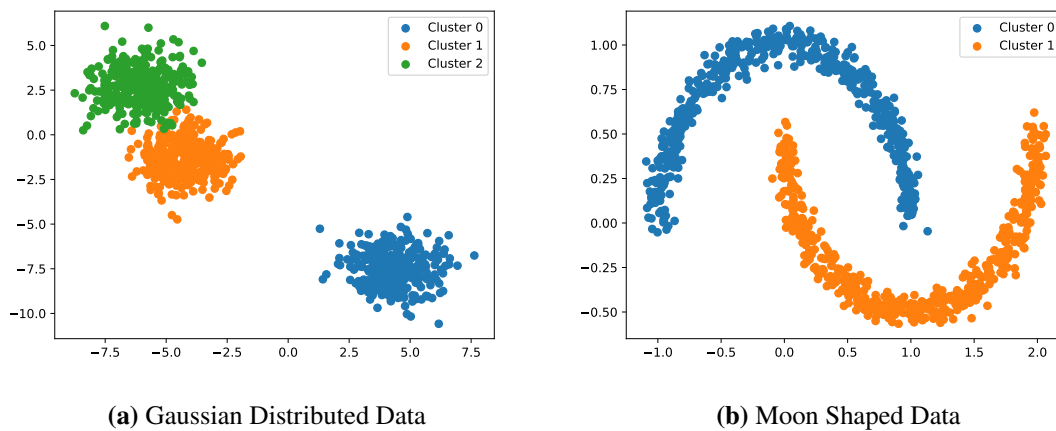 Cluster 0
Cluster 1
Cluster 2
5.0
2.5
0.0
−2.5
−5.0
−7.5
−10.0
−7.5 −5.0 −2.5 0.0 2.5 5.0 7.5
(a) Gaussian Distributed Data
Cluster 0
Cluster 1
1.00
0.75
0.50
0.25
0.00
−0.25
−0.50
−1.0 −0.5 0.0 0.5 1.0 1.5 2.0
(b) Moon Shaped Data